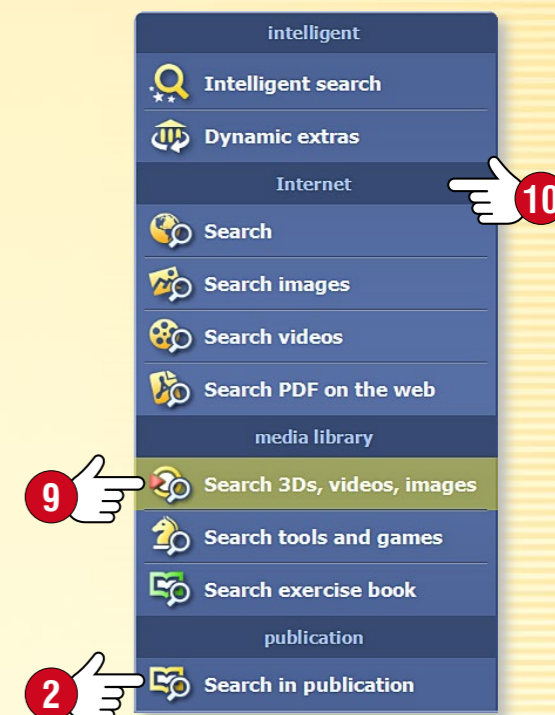 intelligent
Intelligent search
Dynamic extras
Internet
10
Search
Search images
Search videos
Search PDF on the web
media library
9
Search 3Ds, videos, images
Search tools and games
Search exercise book
publication
2
Search in publication